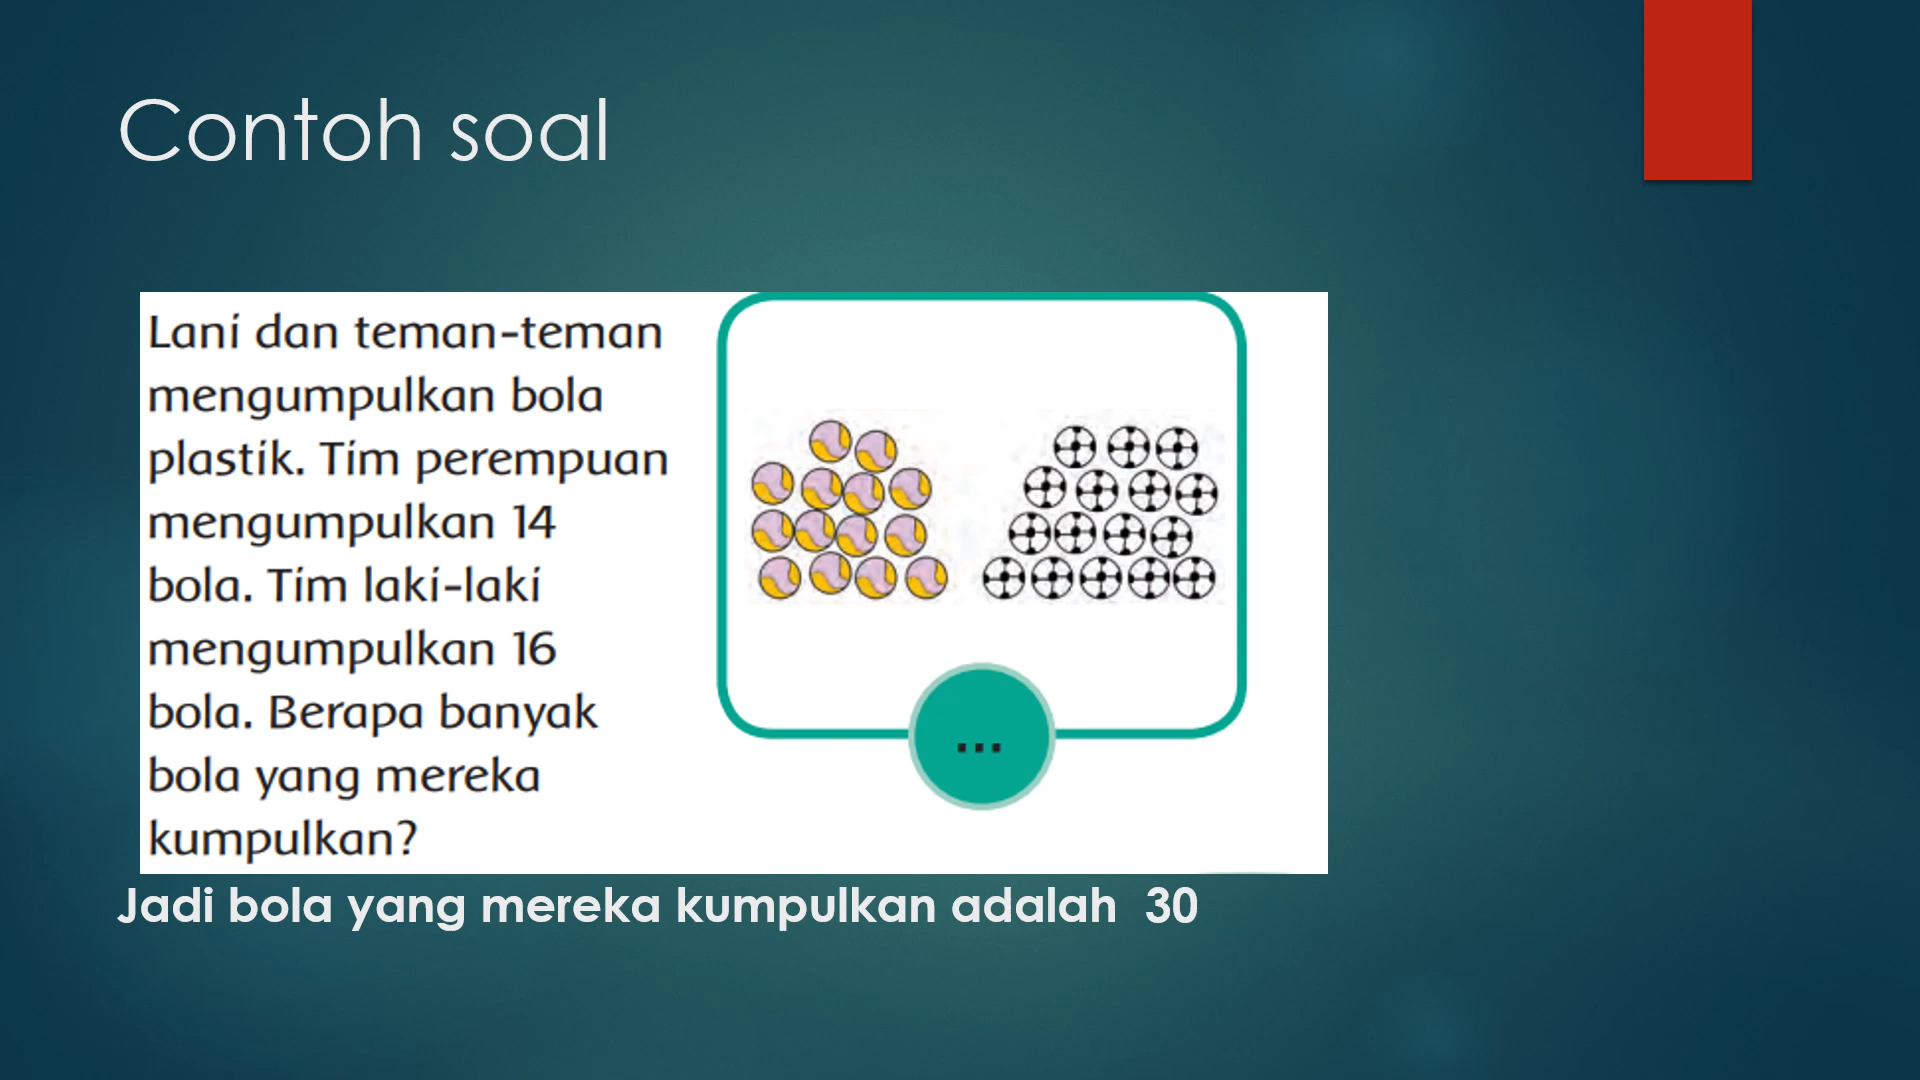 Contoh soal
Lani dan teman-teman
mengumpulkan bola
plastik. Tim perempuan
mengumpulkan 14
bola. Tim laki-laki
mengumpulkan 16
bola. Berapa banyak
bola yang mereka
kumpulkan?
...
Jadi bola yang mereka kumpulkan adalah  30